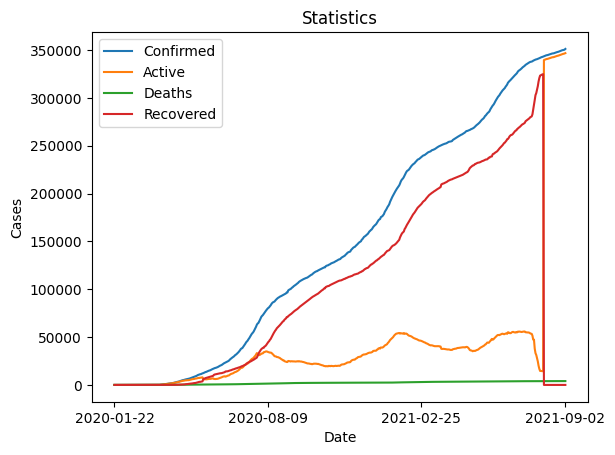 Statistics
Confirmed
Active
Deaths
Recovered
Cases
350000
300000
250000
200000
150000
100000
50000
0
2020-01-22 2020-08-09 2021-02-25 2021-09-02
Date